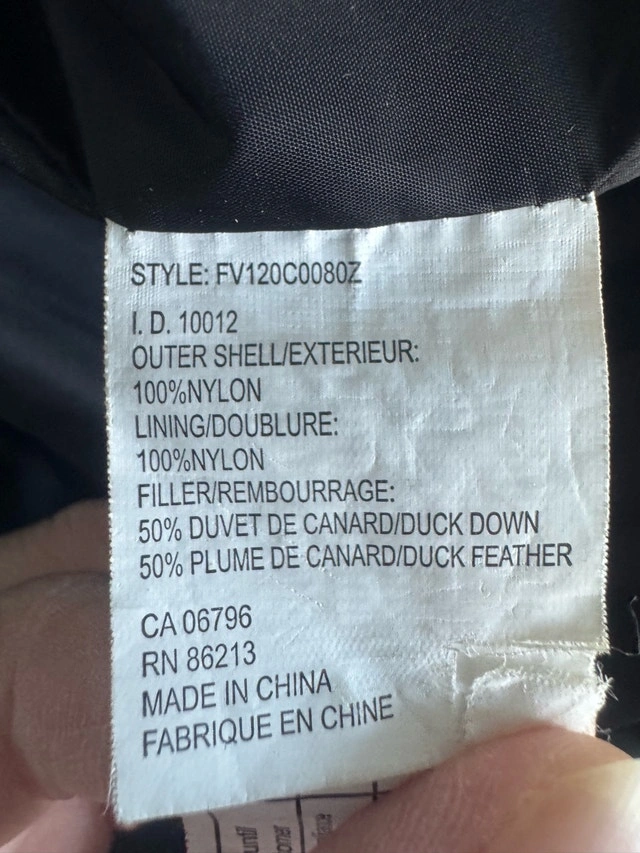 STYLE: FV120C0080Z
I. D. 10012
OUTER SHELL/EXTERIEUR:
100%NYLON
LINING/DOUBLURE:
100%NYLON
FILLER/REMBOURRAGE:
50% DUVET DE CANARD/DUCK DOWN
50% PLUME DE CANARD/DUCK FEATHER
CA 06796
RN 86213
MADE IN CHINA
FABRIQUE EN CHINE